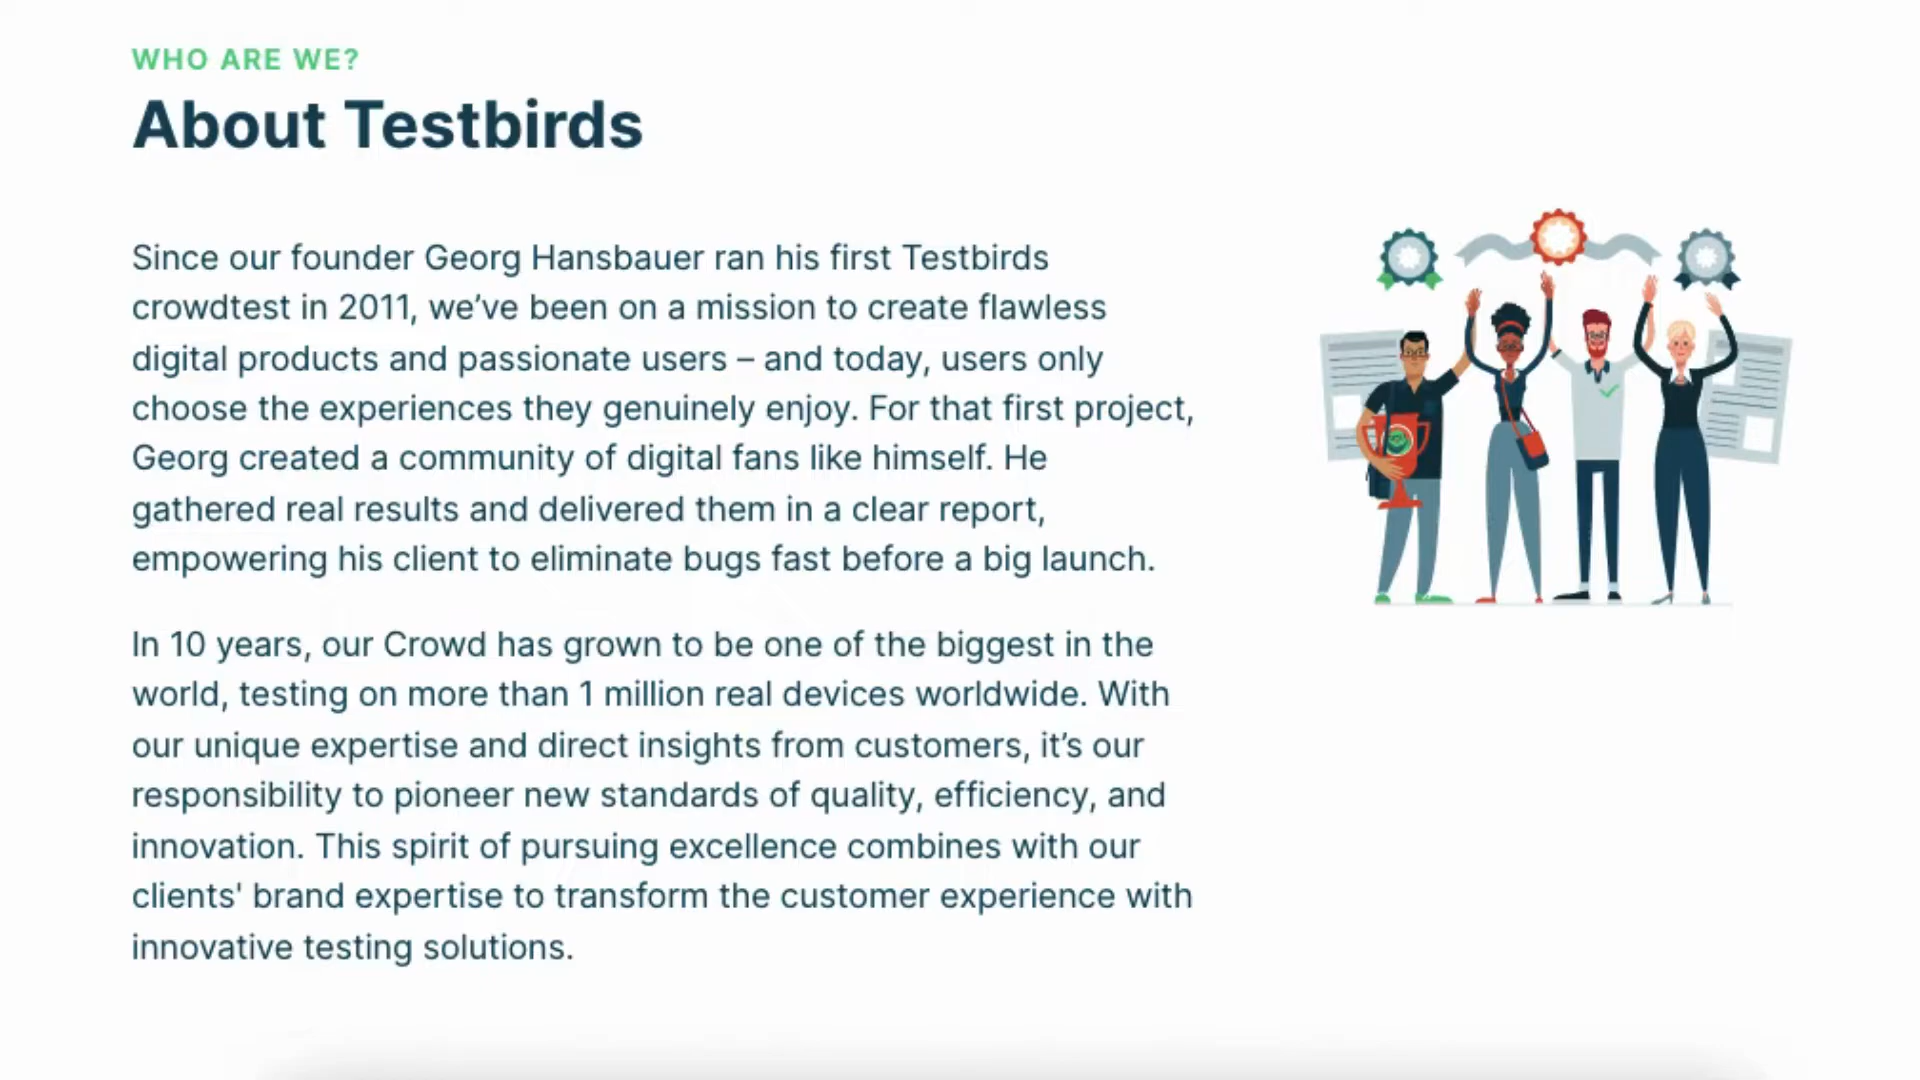 WHO ARE WE?
About Testbirds
Since our founder Georg Hansbauer ran his first Testbirds
crowdtest in 2011, we’ve been on a mission to create flawless
digital products and passionate users – and today, users only
choose the experiences they genuinely enjoy. For that first project,
Georg created a community of digital fans like himself. He
gathered real results and delivered them in a clear report,
empowering his client to eliminate bugs fast before a big launch.
In 10 years, our Crowd has grown to be one of the biggest in the
world, testing on more than 1 million real devices worldwide. With
our unique expertise and direct insights from customers, it’s our
responsibility to pioneer new standards of quality, efficiency, and
innovation. This spirit of pursuing excellence combines with our
clients' brand expertise to transform the customer experience with
innovative testing solutions.